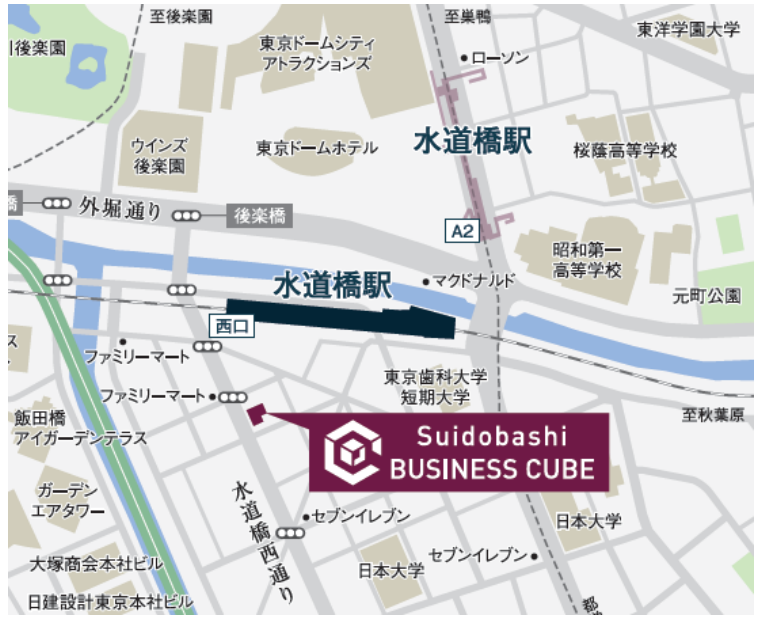 至後楽園
至巣鴨
川後楽園
東京ドームシティ
アトラクションズ
ローソン
東洋学園大学
水道橋駅
ウインズ
後楽園
東京ドームホテル
桜蔭高等学校
橋
外堀通り
後楽橋
A2
昭和第一
高等学校
水道橋駅
マクドナルド
元町公園
西口
ス
ファミリーマート
東京歯科大学
短期大学
ファミリーマート
至秋葉原
飯田橋
アイガーデンテラス
Suidobashi
BUSINESS CUBE
ガーデン
エアタワー
水道橋西通り
セブンイレブン
日本大学
大塚商会本社ビル
日本大学
セブンイレブン
日建設計東京本社ビル
都